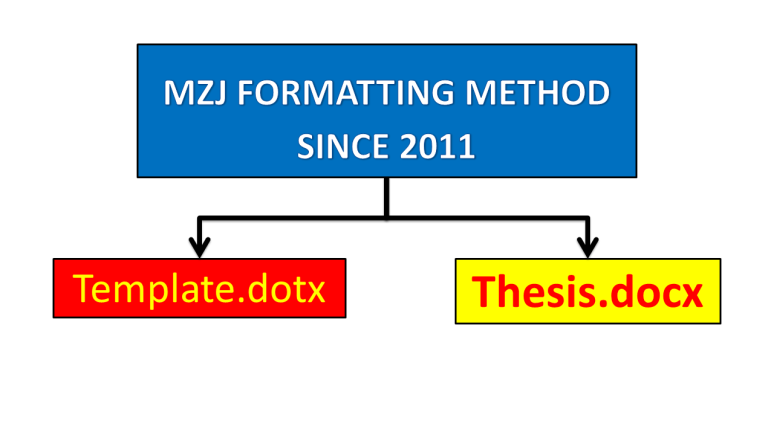 MZJ FORMATTING METHOD
SINCE 2011
Template.dotx
Thesis.docx